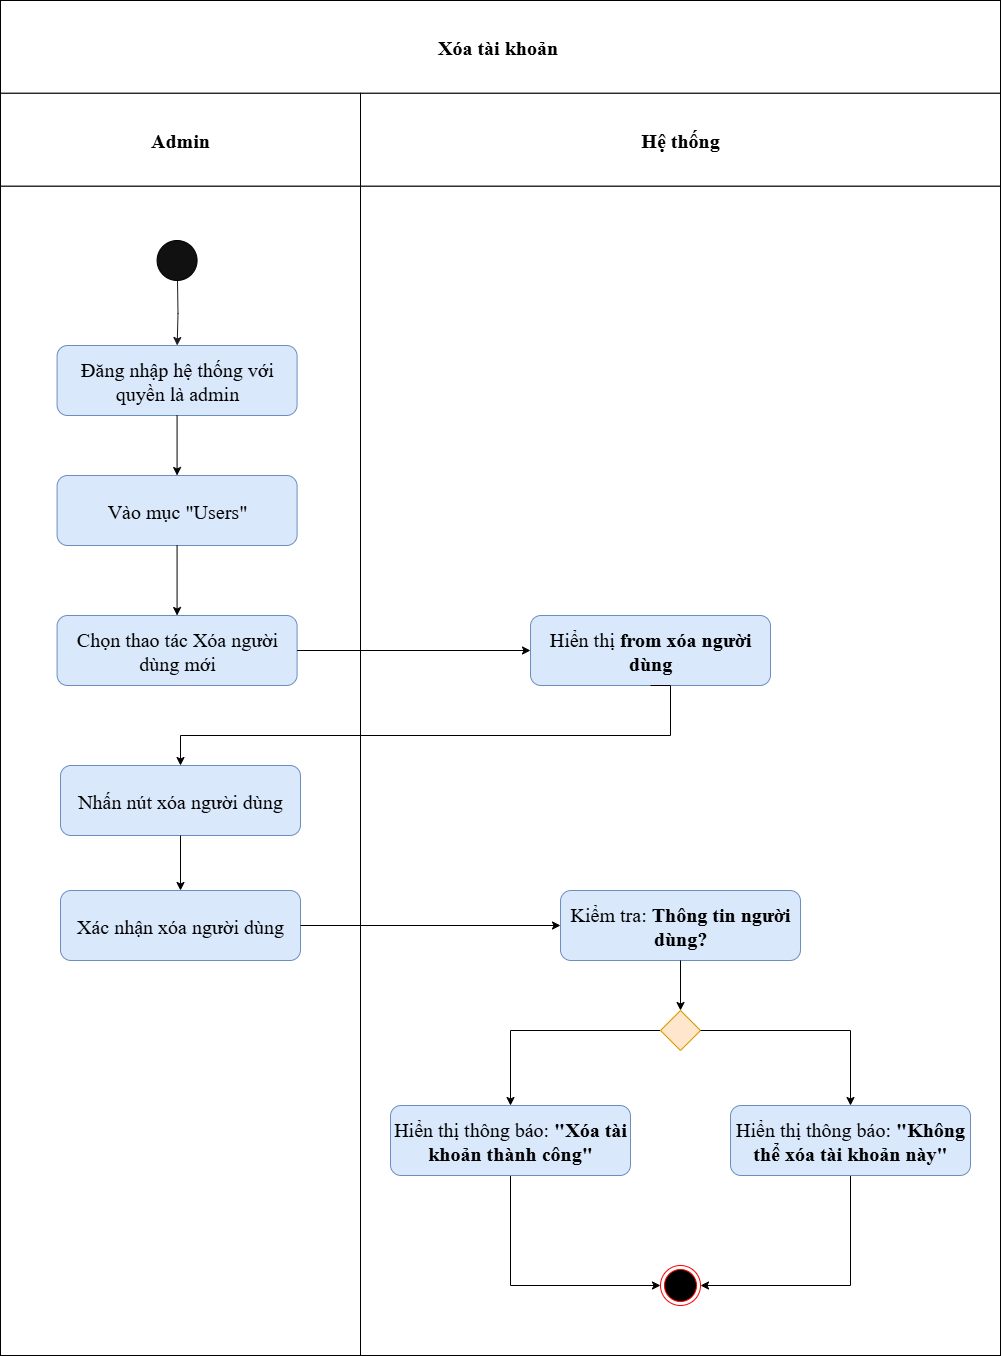 Xóa tài khoản
Admin
Hệ thống
Đăng nhập hệ thống với
quyền là admin
Vào mục "Users"
Chọn thao tác Xóa người
dùng mới
Hiển thị from xóa người
dùng
Nhấn nút xóa người dùng
Xác nhận xóa người dùng
Kiểm tra: Thông tin người
dùng?
Hiển thị thông báo: "Xóa tài
khoản thành công"
Hiển thị thông báo: "Không
thể xóa tài khoản này"